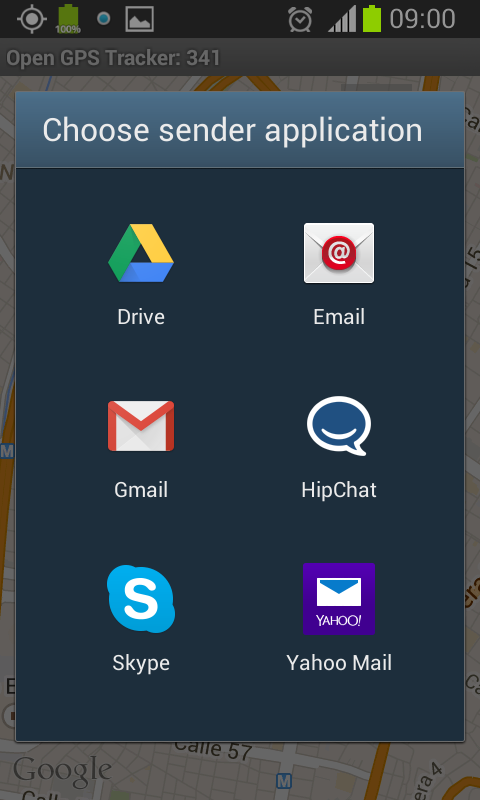 100%
09:00
Open GPS Tracker: 341
Choose sender application
Drive
Email
Gmail
HipChat
Skype
YAHOO!
Yahoo Mail
M
Google
Calle 57
M